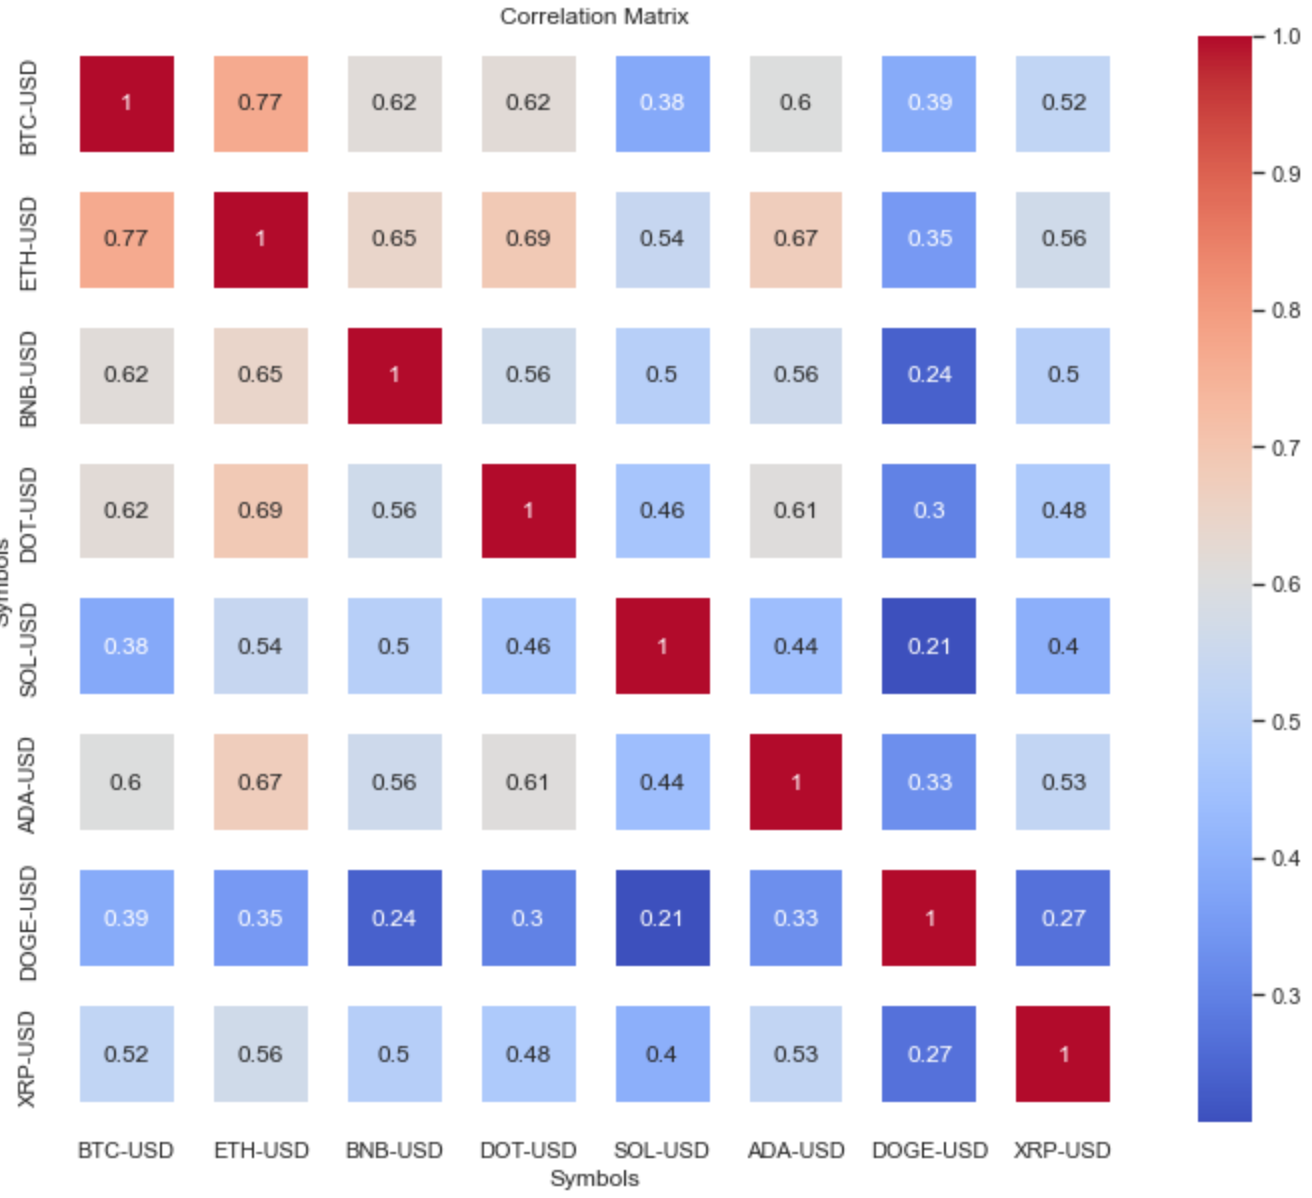 Correlation Matrix
BTC-USD 1 0.77 0.62 0.62 0.38 0.6 0.39 0.52
ETH-USD 0.77 1 0.65 0.69 0.54 0.67 0.35 0.56
BNB-USD 0.62 0.65 1 0.56 0.5 0.56 0.24 0.5
DOT-USD 0.62 0.69 0.56 1 0.46 0.61 0.3 0.48
Symbols
SOL-USD 0.38 0.54 0.5 0.46 1 0.44 0.21 0.4
ADA-USD 0.6 0.67 0.56 0.61 0.44 1 0.33 0.53
DOGE-USD 0.39 0.35 0.24 0.3 0.21 0.33 1 0.27
XRP-USD 0.52 0.56 0.5 0.48 0.4 0.53 0.27 1
BTC-USD ETH-USD BNB-USD DOT-USD SOL-USD ADA-USD DOGE-USD XRP-USD
Symbols
1.0
0.9
0.8
0.7
0.6
0.5
0.4
0.3